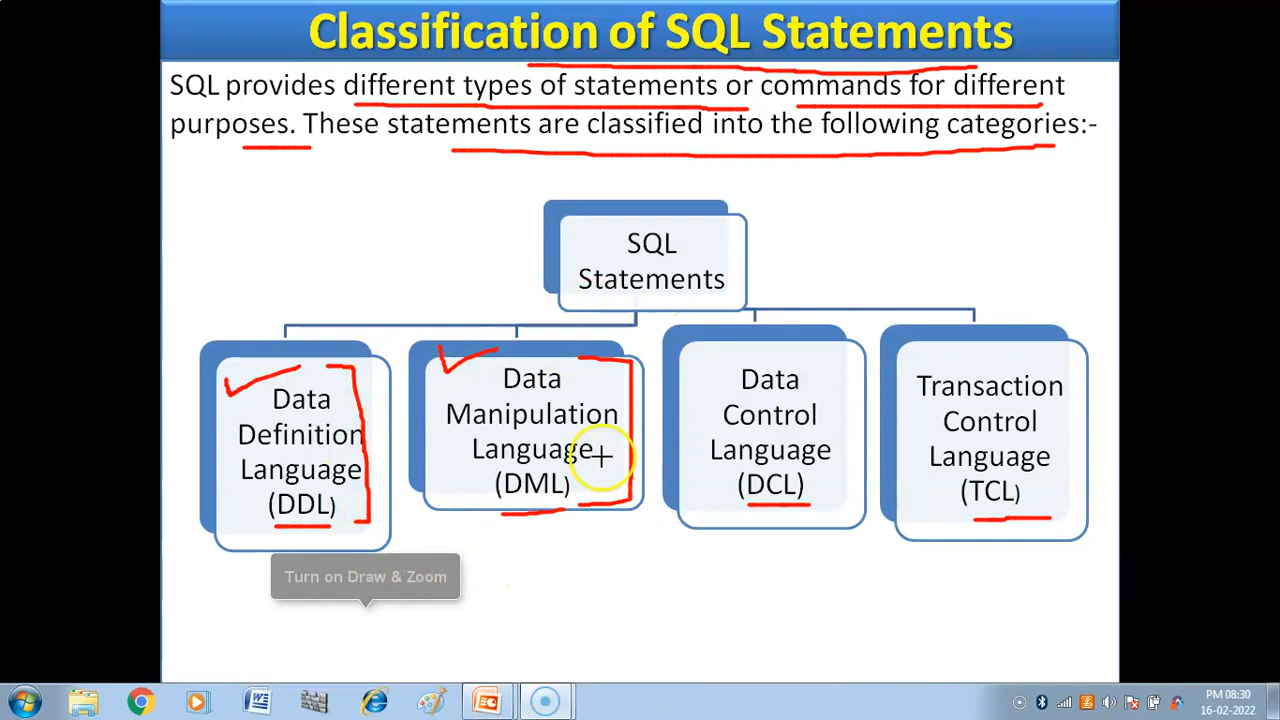 Classification of SQL Statements
SQL provides different types of statements or commands for different
purposes. These statements are classified into the following categories:-
SQL
Statements
Data
Definition
Language
(DDL)
Data
Manipulation
Language
(DML)
Data
Control
Language
(DCL)
Transaction
Control
Language
(TCL)
Turn on Draw & Zoom
PM 08:30
16-02-2022